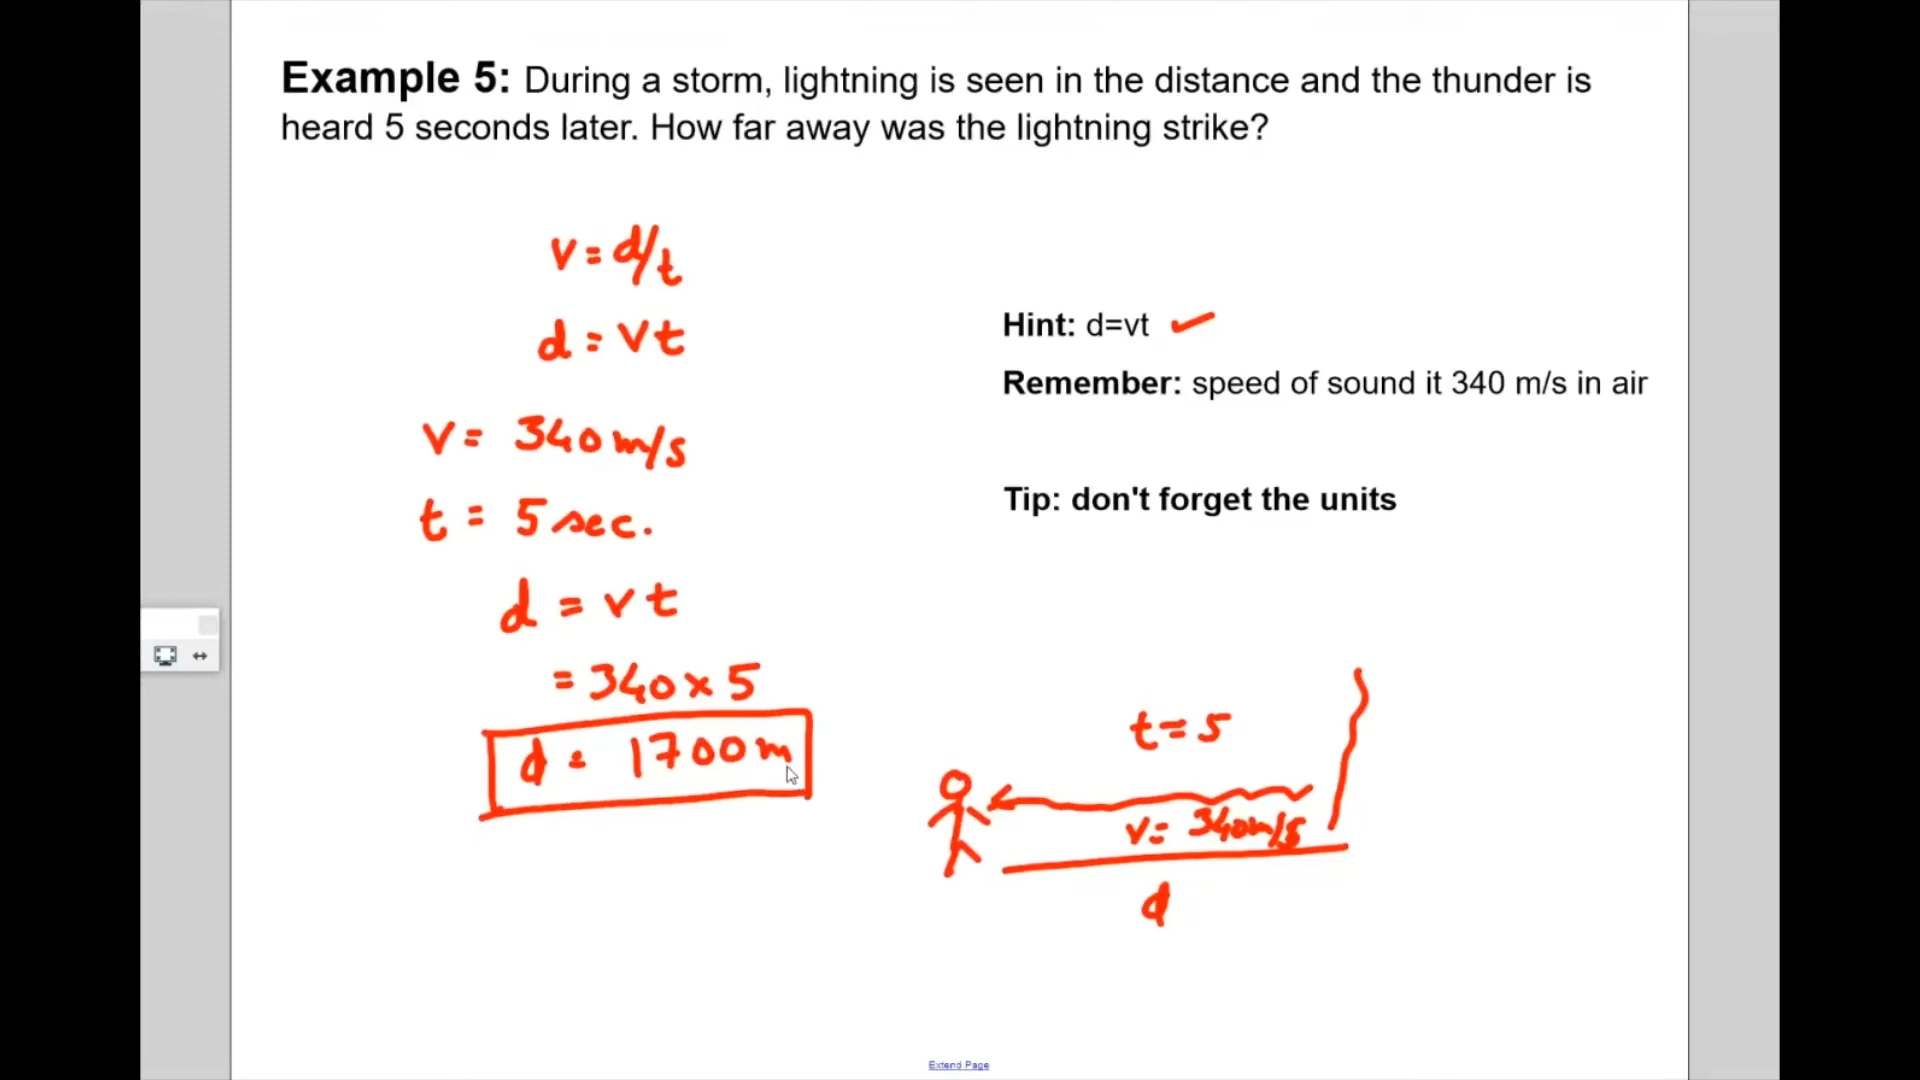 Example 5: During a storm, lightning is seen in the distance and the thunder is
heard 5 seconds later. How far away was the lightning strike?
v = d/t
d = vt
v = 340 m/s
t = 5 sec.
d = vt
= 340 x 5
d = 1700 m
Hint: d=vt ✓
Remember: speed of sound it 340 m/s in air
Tip: don't forget the units
t = 5
v = 340m/s
d
Extend Page